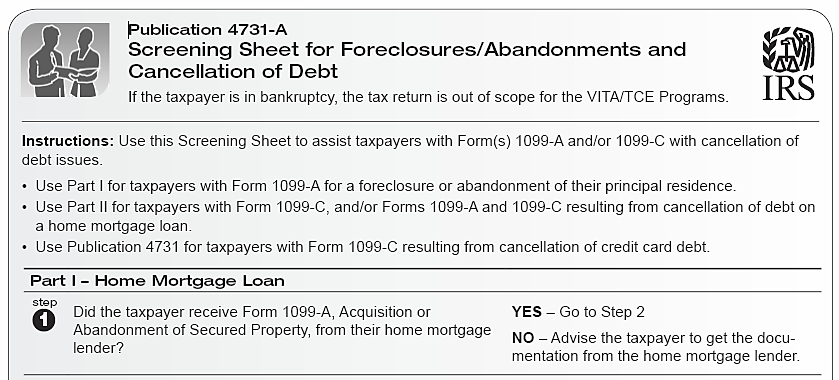 Publication 4731-A
Screening Sheet for Foreclosures/Abandonments and
Cancellation of Debt
If the taxpayer is in bankruptcy, the tax return is out of scope for the VITA/TCE Programs.
IRS
Instructions: Use this Screening Sheet to assist taxpayers with Form(s) 1099-A and/or 1099-C with cancellation of
debt issues.
• Use Part I for taxpayers with Form 1099-A for a foreclosure or abandonment of their principal residence.
• Use Part II for taxpayers with Form 1099-C, and/or Forms 1099-A and 1099-C resulting from cancellation of debt on
a home mortgage loan.
• Use Publication 4731 for taxpayers with Form 1099-C resulting from cancellation of credit card debt.
Part I – Home Mortgage Loan
step
1
Did the taxpayer receive Form 1099-A, Acquisition or
Abandonment of Secured Property, from their home mortgage
lender?
YES – Go to Step 2
NO – Advise the taxpayer to get the docu-
mentation from the home mortgage lender.